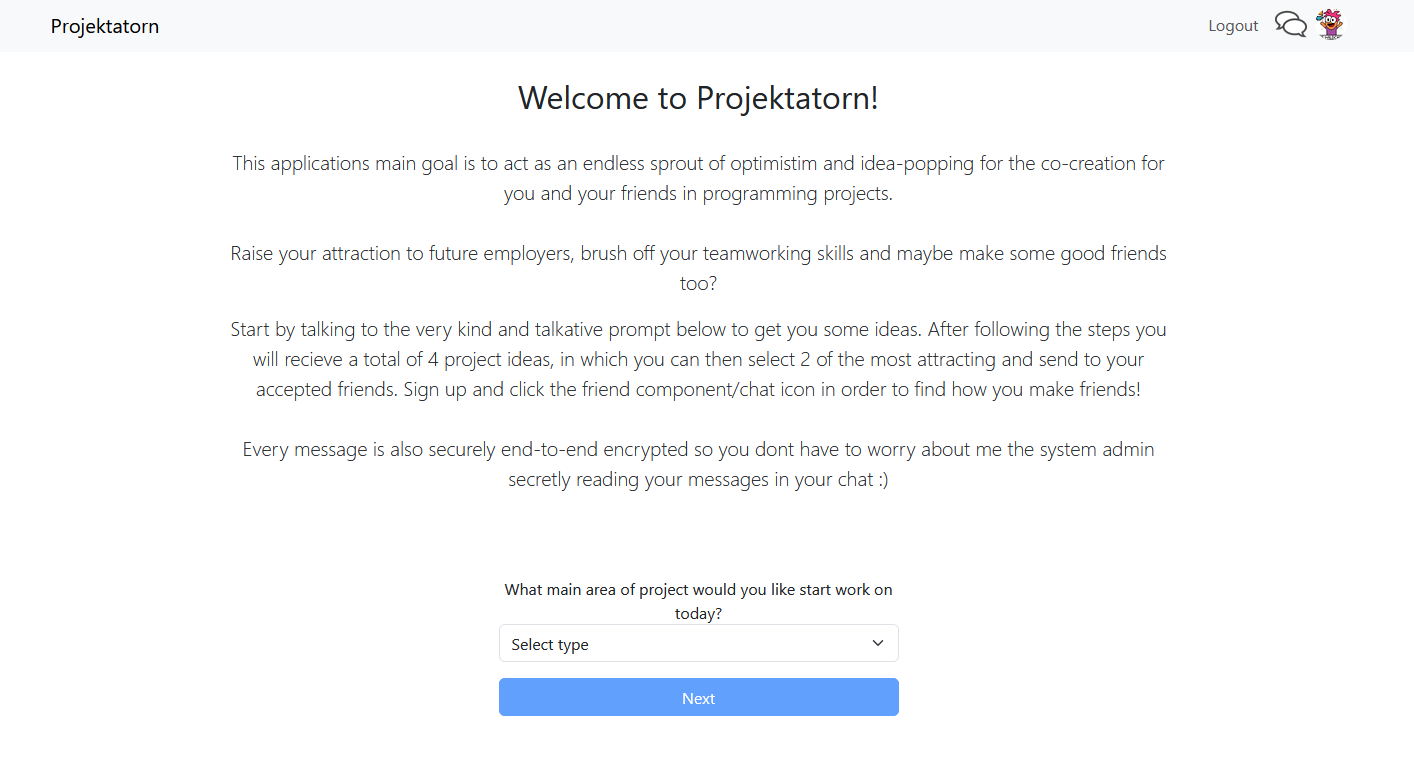 Projektatorn
Logout
Welcome to Projektatorn!
This applications main goal is to act as an endless sprout of optimistim and idea-popping for the co-creation for
you and your friends in programming projects.
Raise your attraction to future employers, brush off your teamworking skills and maybe make some good friends
too?
Start by talking to the very kind and talkative prompt below to get you some ideas. After following the steps you
will recieve a total of 4 project ideas, in which you can then select 2 of the most attracting and send to your
accepted friends. Sign up and click the friend component/chat icon in order to find how you make friends!
Every message is also securely end-to-end encrypted so you dont have to worry about me the system admin
secretly reading your messages in your chat :)
What main area of project would you like start work on
today?
Select type
Next